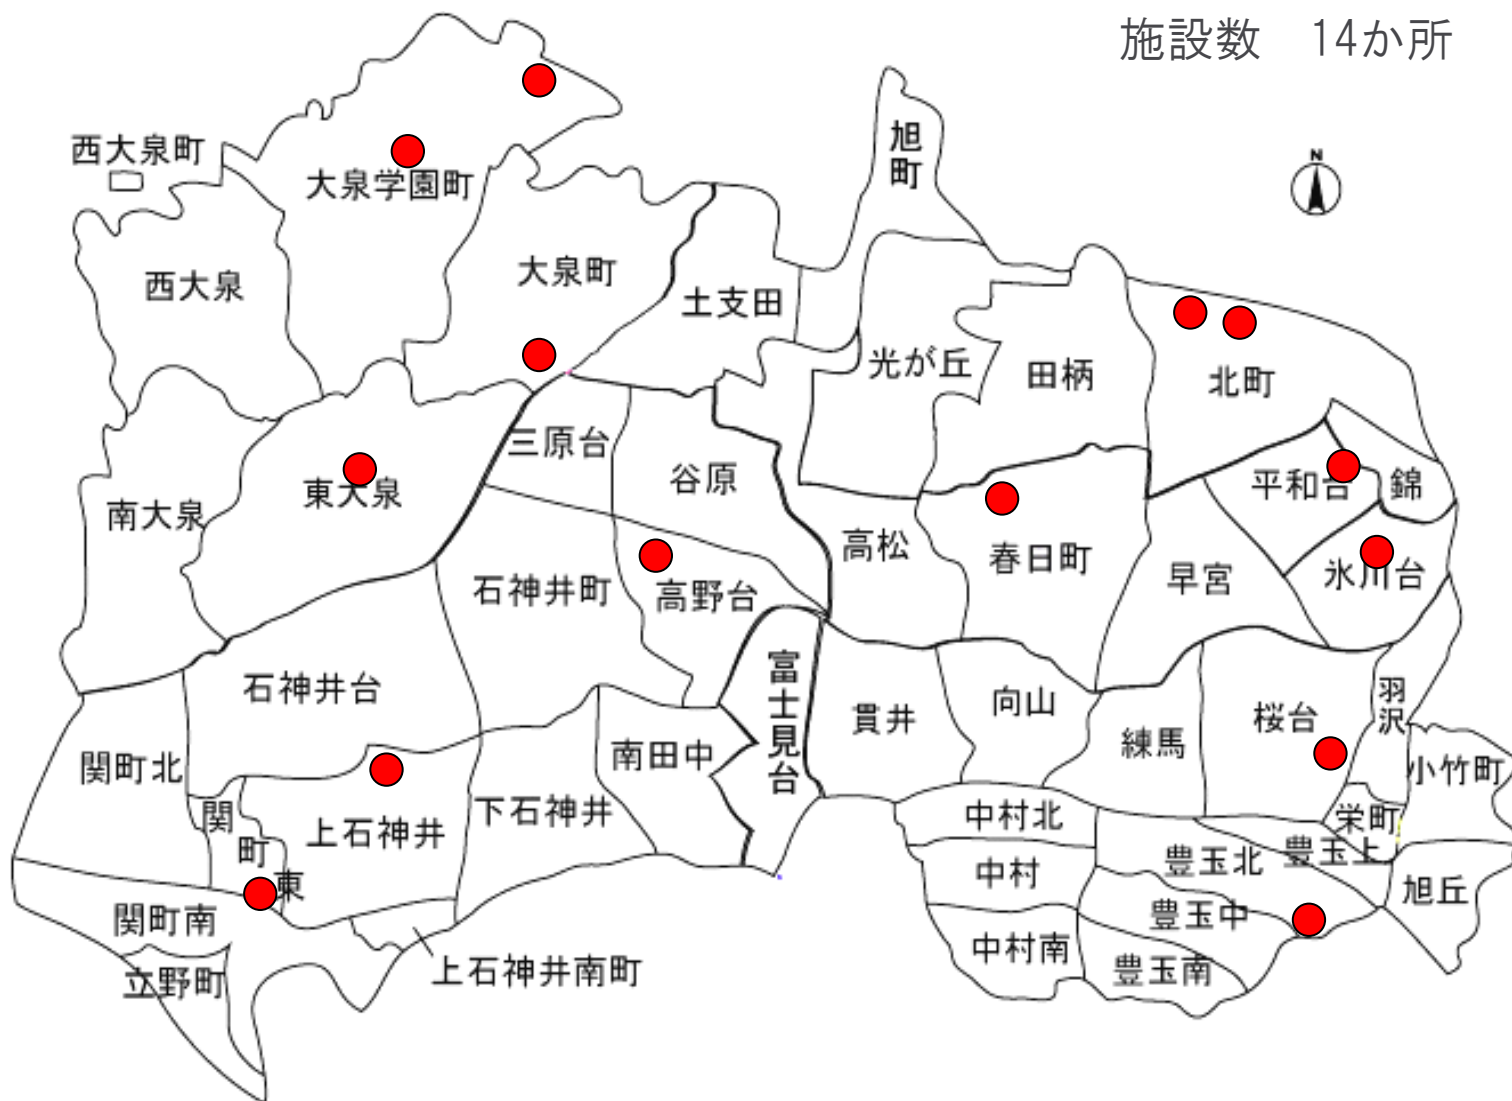 施設数　14か所
N
旭町
西大泉町
大泉学園町
大泉町
西大泉
土支田
光が丘
田柄
北町
三原台
谷原
東大泉
南大泉
平和台
錦
高松
春日町
早宮
氷川台
石神井町
高野台
石神井台
富士見台
貫井
向山
練馬
桜台
羽沢
関町北
南田中
小竹町
関町東
上石神井
下石神井
中村北
栄町
豊玉上
豊玉北
中村
旭丘
関町南
豊玉中
中村南
豊玉南
立野町
上石神井南町